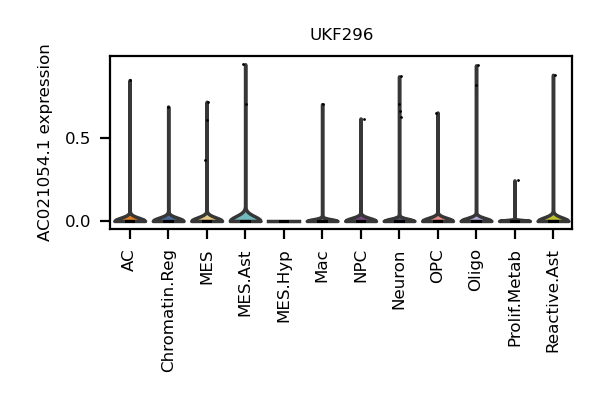 UKF296
AC021054.1 expression
0.5
0.0
AC
Chromatin.Reg
MES
MES.Ast
MES.Hyp
Mac
NPC
Neuron
OPC
Oligo
Prolif.Metab
Reactive.Ast